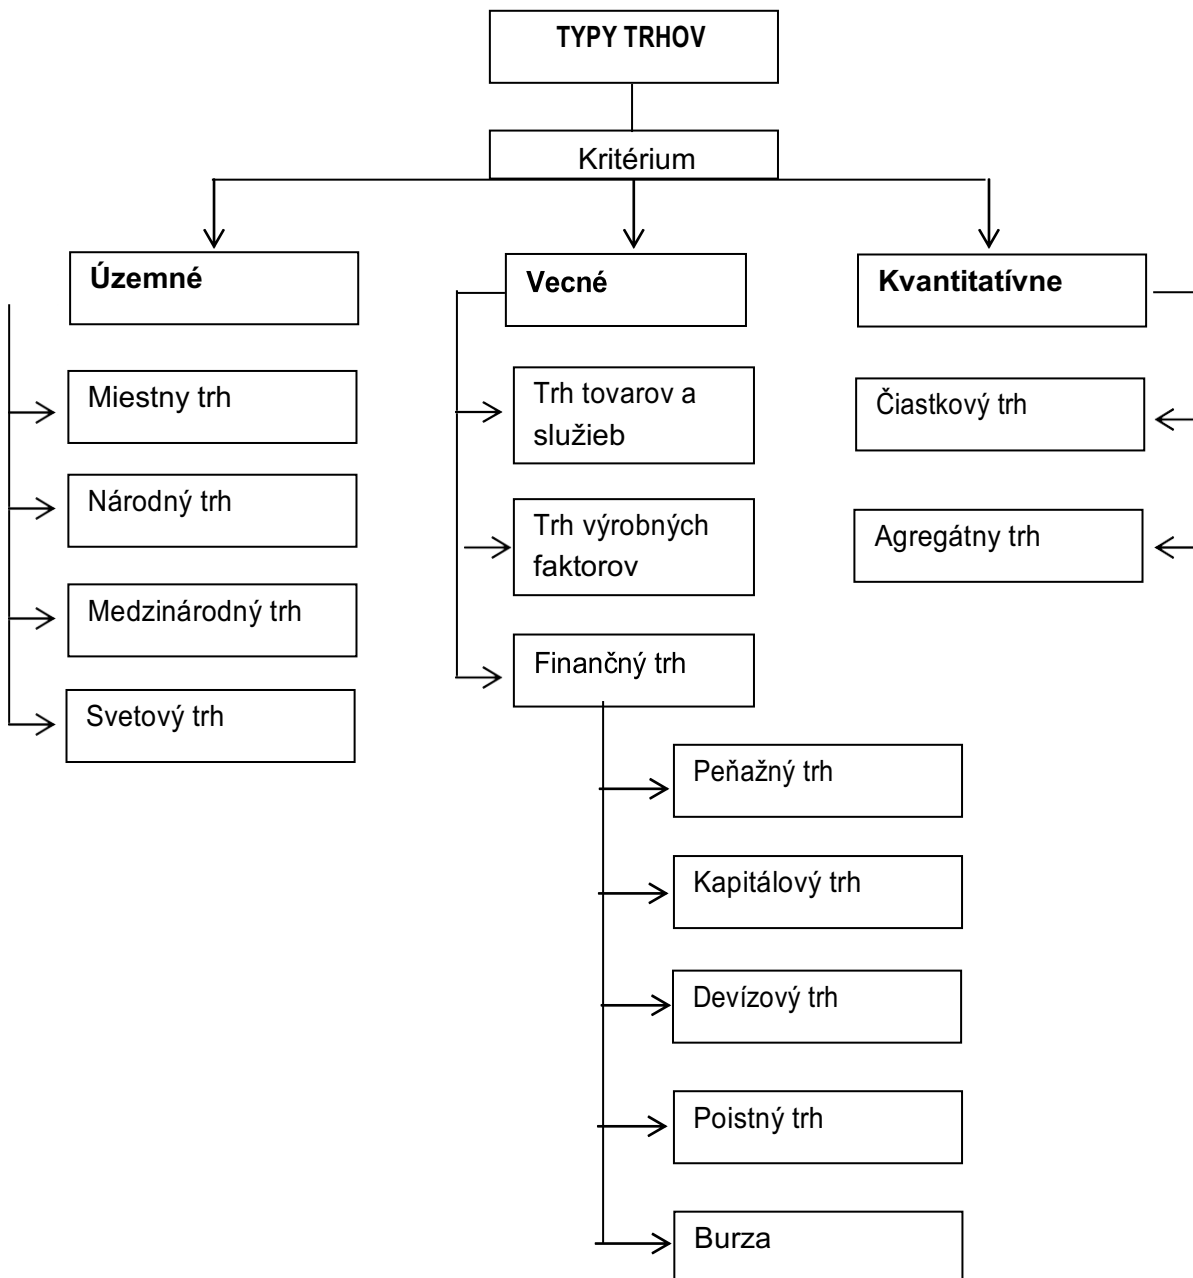 TYPY TRHOV
Kritérium
Územné
Miestny trh
Národný trh
Medzinárodný trh
Svetový trh
Vecné
Trh tovarov a
služieb
Trh výrobných
faktorov
Finančný trh
Peňažný trh
Kapitálový trh
Devízový trh
Poistný trh
Burza
Kvantitatívne
Čiastkový trh
Agregátny trh